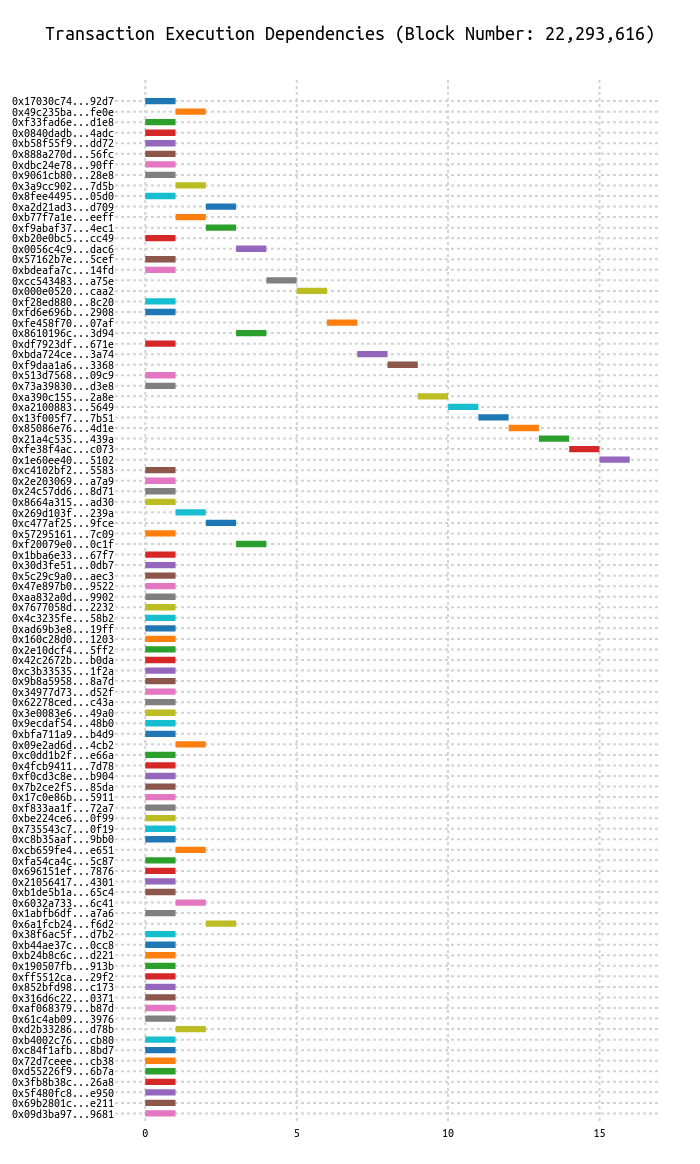 Transaction Execution Dependencies (Block Number: 22,293,616)
0x17030c74...92d7
0x49c235ba...fe0e
0xf33fad6e...d1e8
0x0840dadb...4adc
0xb58f55f9...dd72
0x888a270d...56fc
0xdbc24e78...90ff
0x9061cb80...28e8
0x3a9cc902...7d5b
0x8fee4495...05d0
0xa2d21ad3...d709
0xb77f7a1e...eeff
0xf9abaf37...4ec1
0xb20e0bc5...cc49
0x0056c4c9...dac6
0x57162b7e...5cef
0xbdeafa7c...14fd
0xcc543483...a75e
0x000e0520...caa2
0xf28ed880...8c20
0xfd6e696b...2908
0xfe458f70...07af
0x8610196c...3d94
0xdf7923df...671e
0xbda724ce...3a74
0xf9daa1a6...3368
0x513d7568...09c9
0x73a39830...d3e8
0xa390c155...2a8e
0xa2100883...5649
0x13f005f7...7b51
0x85086e76...4d1e
0x21a4c535...439a
0xfe38f4ac...c073
0x1e60ee40...5102
0xc4102bf2...5583
0x2e203069...a7a9
0x24c57dd6...8d71
0x8664a315...ad30
0x269d103f...239a
0xc477af25...9fce
0x57295161...7c09
0xf20079e0...0c1f
0x1bba6e33...67f7
0x30d3fe51...0db7
0x5c29c9a0...aec3
0x47e897b0...9522
0xaa832a0d...9902
0x7677058d...2232
0x4c3235fe...58b2
0xad69b3e8...19ff
0x160c28d0...1203
0x2e10dcf4...5ff2
0x42c2672b...b0da
0xc3b33535...1f2a
0x9b8a5958...8a7d
0x34977d73...d52f
0x62278ced...c43a
0x3e0083e6...49a0
0x9ecdaf54...48b0
0xbfa711a9...b4d9
0x09e2ad6d...4cb2
0xc0dd1b2f...e66a
0x4fcb9411...7d78
0xf0cd3c8e...b904
0x7b2ce2f5...85da
0x17c0e86b...5911
0xf833aa1f...72a7
0xbe224ce6...0f99
0x735543c7...0f19
0xc8b35aaf...9bb0
0xcb659fe4...e651
0xfa54ca4c...5c87
0x696151ef...7876
0x21056417...4301
0xb1de5b1a...65c4
0x6032a733...6c41
0x1abfb6df...a7a6
0x6a1fcb24...f6d2
0x38f6ac5f...d7b2
0xb44ae37c...0cc8
0xb24b8c6c...d221
0x190507fb...913b
0xff5512ca...29f2
0x852bfd98...c173
0x316d6c22...0371
0xaf068379...b87d
0x61c4ab09...3976
0xd2b33286...d78b
0xb4002c76...cb80
0xc84f1afb...8bd7
0x72d7ceee...cb38
0xd55226f9...6b7a
0x3fb8b38c...26a8
0x5f480fc8...e950
0x69b2801c...e211
0x09d3ba97...9681
0 5 10 15